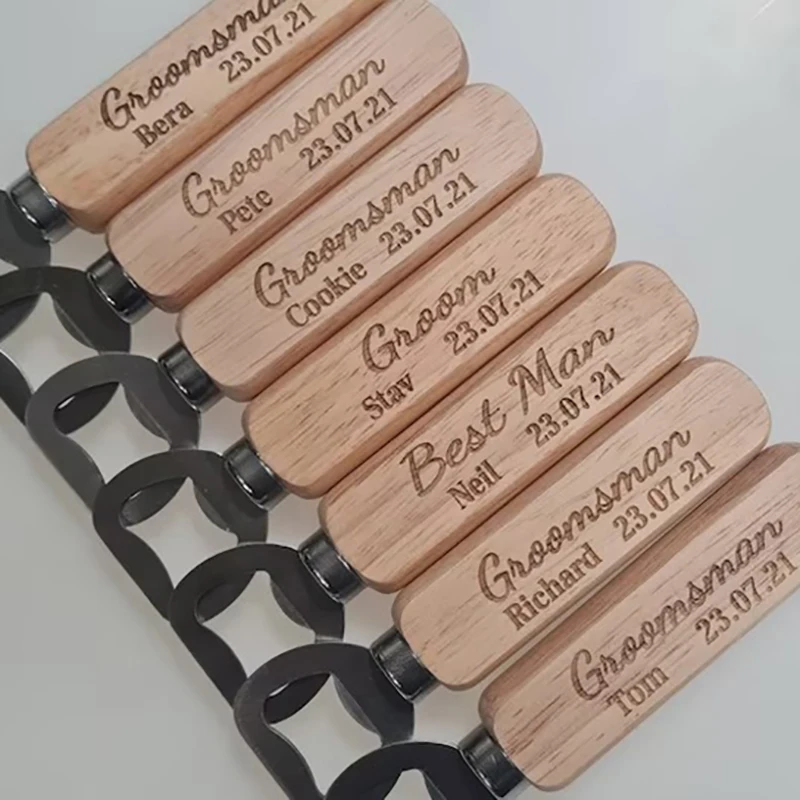 Groomsman
Bera 23.07.21
Groomsman
Pete 23.07.21
Groomsman
Cookie 23.07.21
Groom
Stav 23.07.21
Best Man
Neil 23.07.21
Groomsman
Richard 23.07.21
Groomsman
Tom 23.07.21